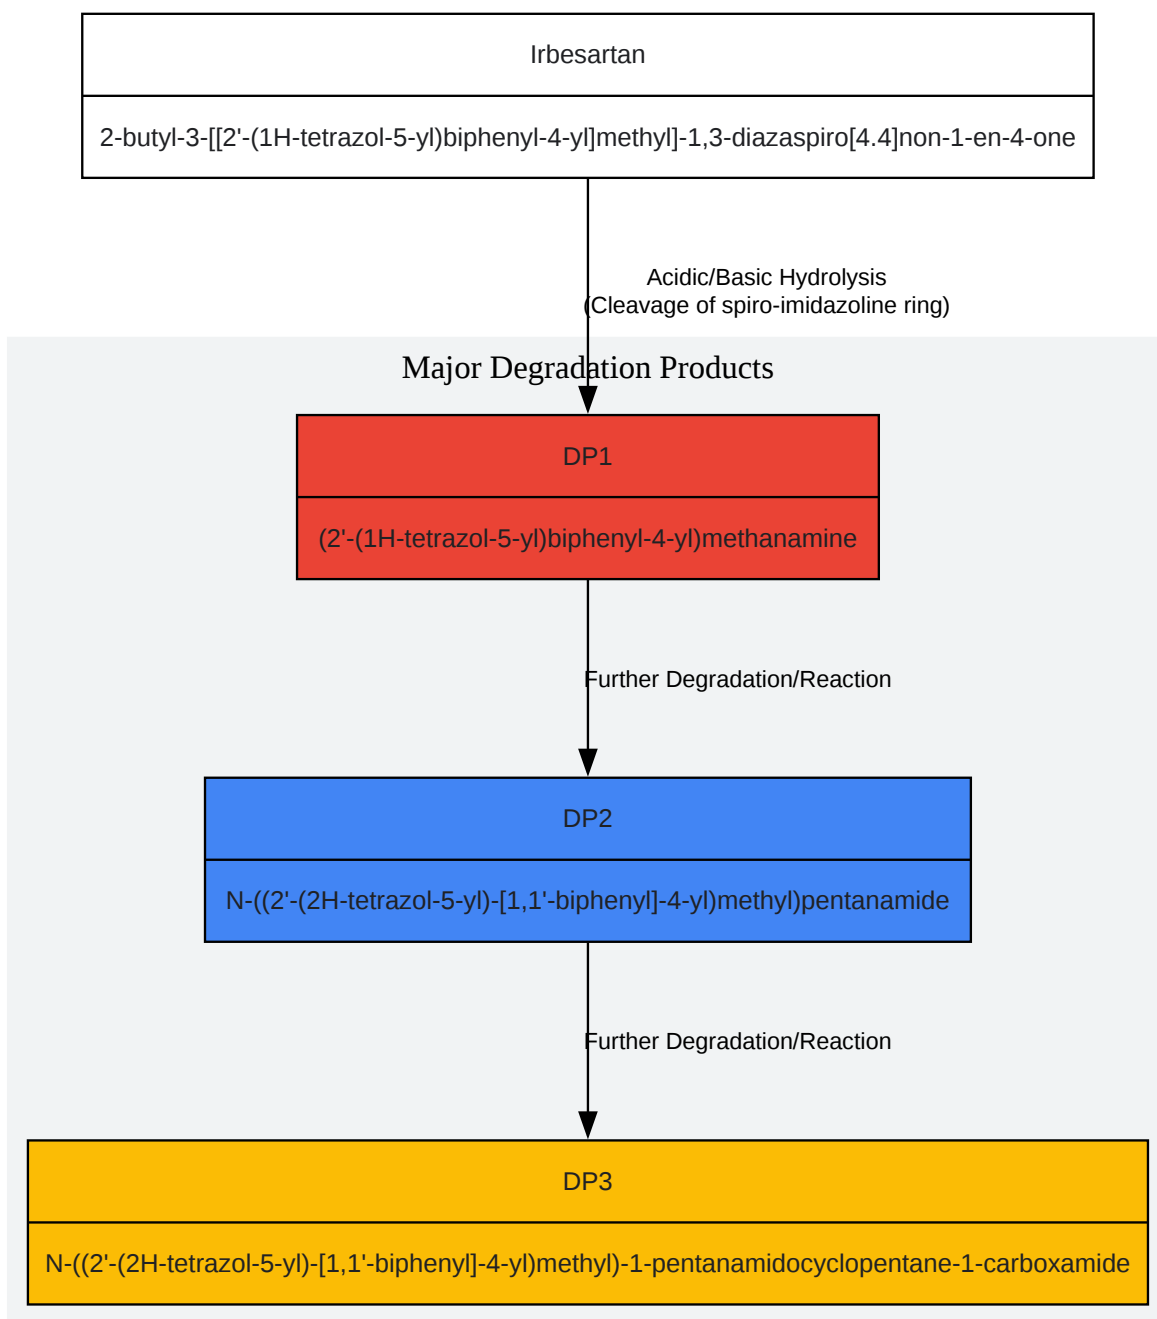 Irbesartan
2-butyl-3-[[2'-(1H-tetrazol-5-yl)biphenyl-4-yl]methyl]-1,3-diazaspiro[4.4]non-1-en-4-one
Acidic/Basic Hydrolysis
(Cleavage of spiro-imidazoline ring)
Major Degradation Products
DP1
(2'-(1H-tetrazol-5-yl)biphenyl-4-yl)methanamine
Further Degradation/Reaction
DP2
N-((2'-(2H-tetrazol-5-yl)-[1,1'-biphenyl]-4-yl)methyl)pentanamide
Further Degradation/Reaction
DP3
N-((2'-(2H-tetrazol-5-yl)-[1,1'-biphenyl]-4-yl)methyl)-1-pentanamidocyclopentane-1-carboxamide